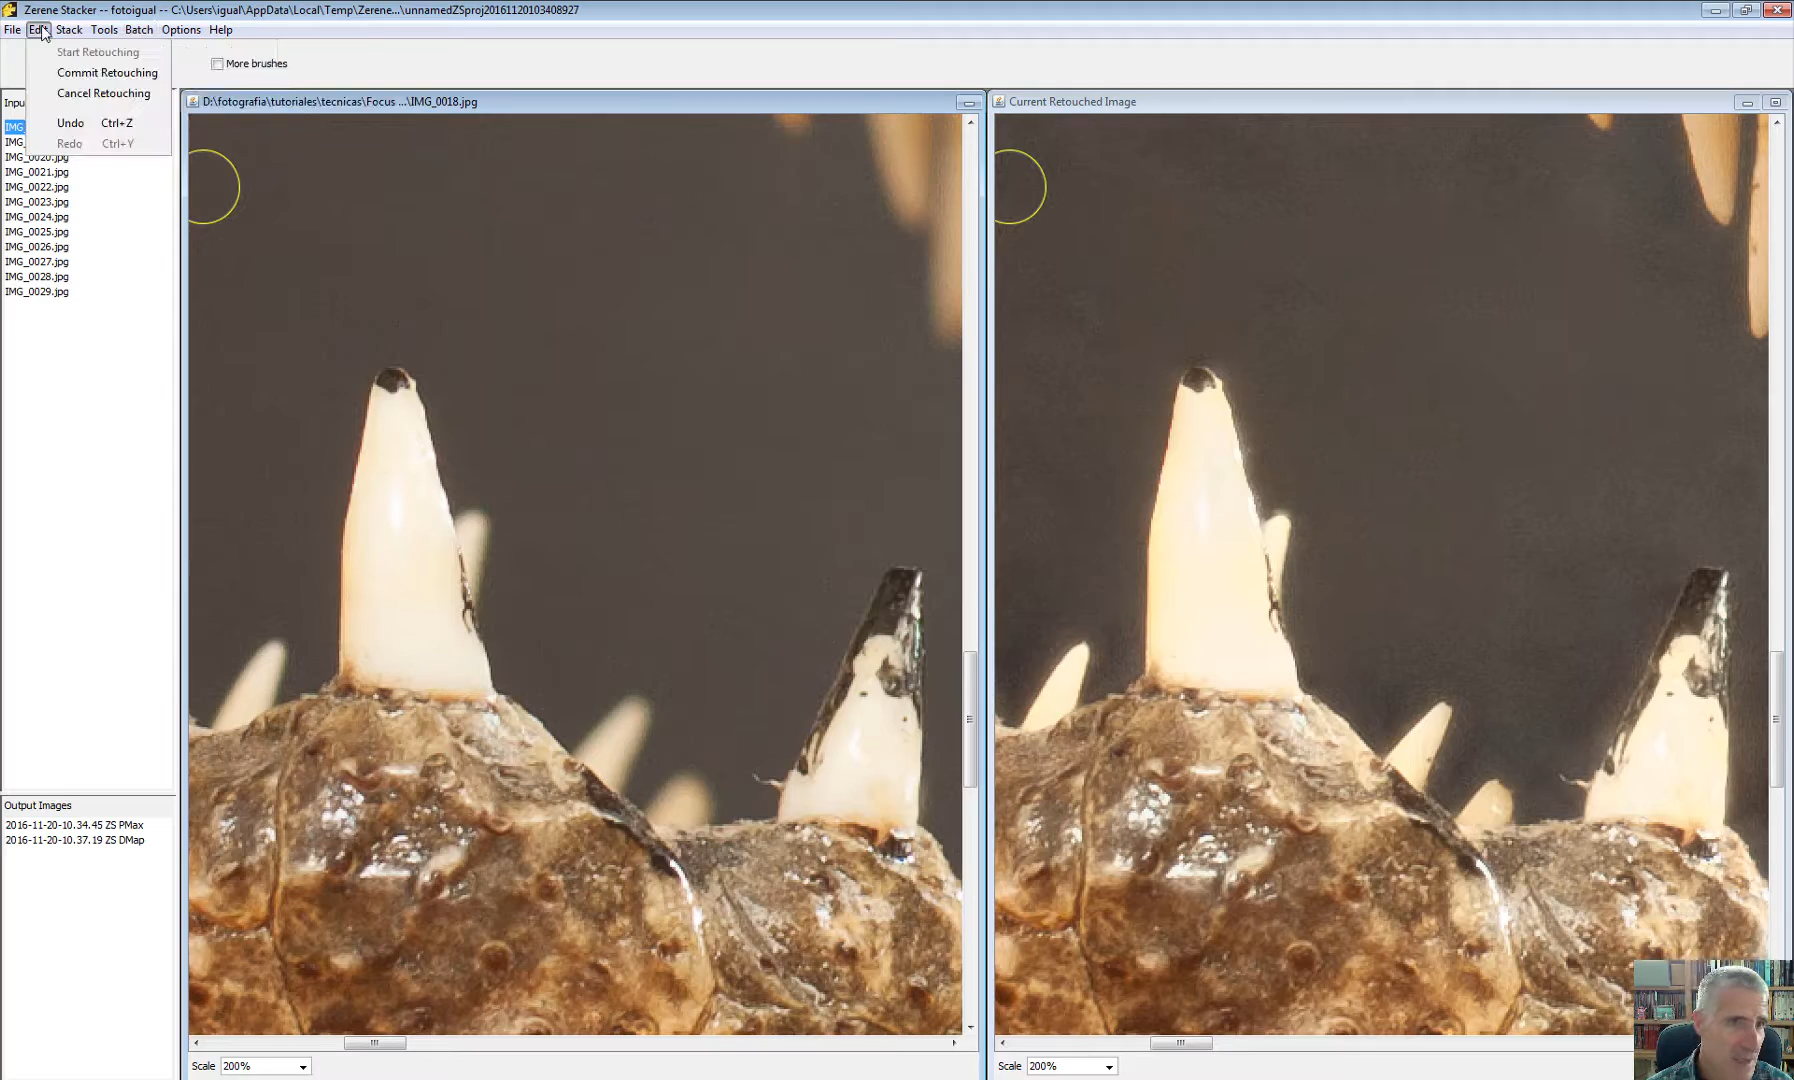 Zerene Stacker -- fotoigual -- C:\Users\igual\AppData\Local\Temp\Zerene...\unnamedZSproj20161120103408927
File Edit Stack Tools Batch Options Help
Start Retouching
Commit Retouching
Cancel Retouching
Undo Ctrl+Z
Redo Ctrl+Y
More brushes
D:\fotografia\tutoriales\tecnicas\Focus ...\IMG_0018.jpg
Current Retouched Image
IMG_0020.jpg
IMG_0021.jpg
IMG_0022.jpg
IMG_0023.jpg
IMG_0024.jpg
IMG_0025.jpg
IMG_0026.jpg
IMG_0027.jpg
IMG_0028.jpg
IMG_0029.jpg
Output Images
2016-11-20-10.34.45 ZS PMax
2016-11-20-10.37.19 ZS DMap
Scale 200%
Scale 200%